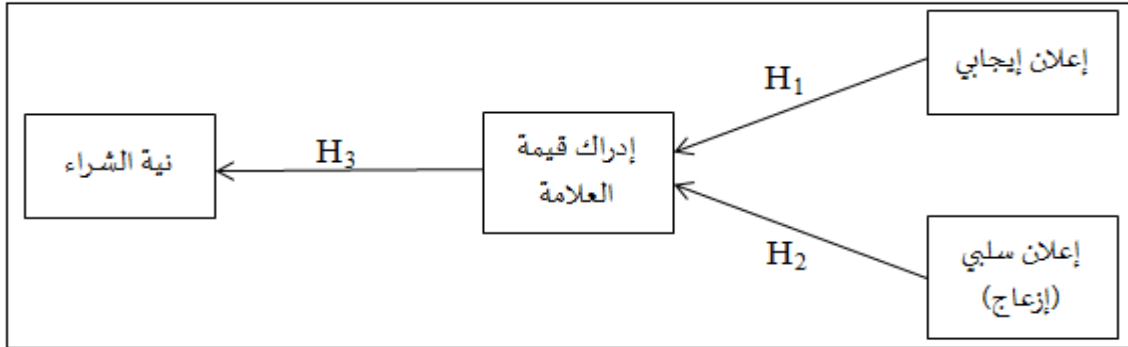 إعلان إيجابي
H₁
إدراك قيمة
العلامة
H₃
نية الشراء
H₂
إعلان سلبي
(إزعاج)